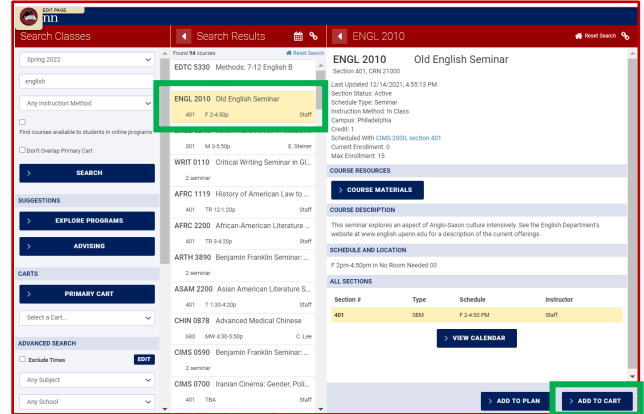 EDIT PAGE
nn
Search Classes
Spring 2022
english
Any Instruction Method
Find courses available to students in online programs
Don't Overlap Primary Cart
SEARCH
SUGGESTIONS
EXPLORE PROGRAMS
ADVISING
CARTS
PRIMARY CART
Select a Cart...
ADVANCED SEARCH
Exclude Times EDIT
Any Subject
Any School
Search Results
Found 94 courses Reset Search
EDTC 5330 Methods: 7-12 English B
ENGL 2010 Old English Seminar
401 F 2-4:50p Staff
301 M 3-5:50p E. Steiner
WRIT 0110 Critical Writing Seminar in Gl...
2 seminar
AFRC 1119 History of American Law to ...
401 TR 12-1:20p Staff
AFRC 2200 African-American Literature ...
401 TR 3-4:20p Staff
ARTH 3890 Benjamin Franklin Seminar: ...
2 seminar
ASAM 2200 Asian American Literature S...
401 T 1:30-4:20p Staff
CHIN 0878 Advanced Medical Chinese
680 MW 4:30-5:50p C. Lee
CIMS 0590 Benjamin Franklin Seminar: ...
2 seminar
CIMS 0700 Iranian Cinema: Gender, Poli...
401 TBA Staff
ENGL 2010 Old English Seminar Reset Search
Section 401, CRN 21000
Last Updated 12/14/2021, 4:55:13 PM
Section Status: Active
Schedule Type: Seminar
Instruction Method: In Class
Campus: Philadelphia
Credit: 1
Scheduled With CIMS 2000, section 401
Current Enrollment: 0
Max Enrollment: 15
COURSE RESOURCES
COURSE MATERIALS
COURSE DESCRIPTION
This seminar explores an aspect of Anglo-Saxon culture intensively. See the English Department's
website at www.english.upenn.edu for a description of the current offerings.
SCHEDULE AND LOCATION
F 2pm-4:50pm in No Room Needed 00
ALL SECTIONS
Section # Type Schedule Instructor
401 SEM F 2-4:50 PM Staff
VIEW CALENDAR
ADD TO PLAN
ADD TO CART